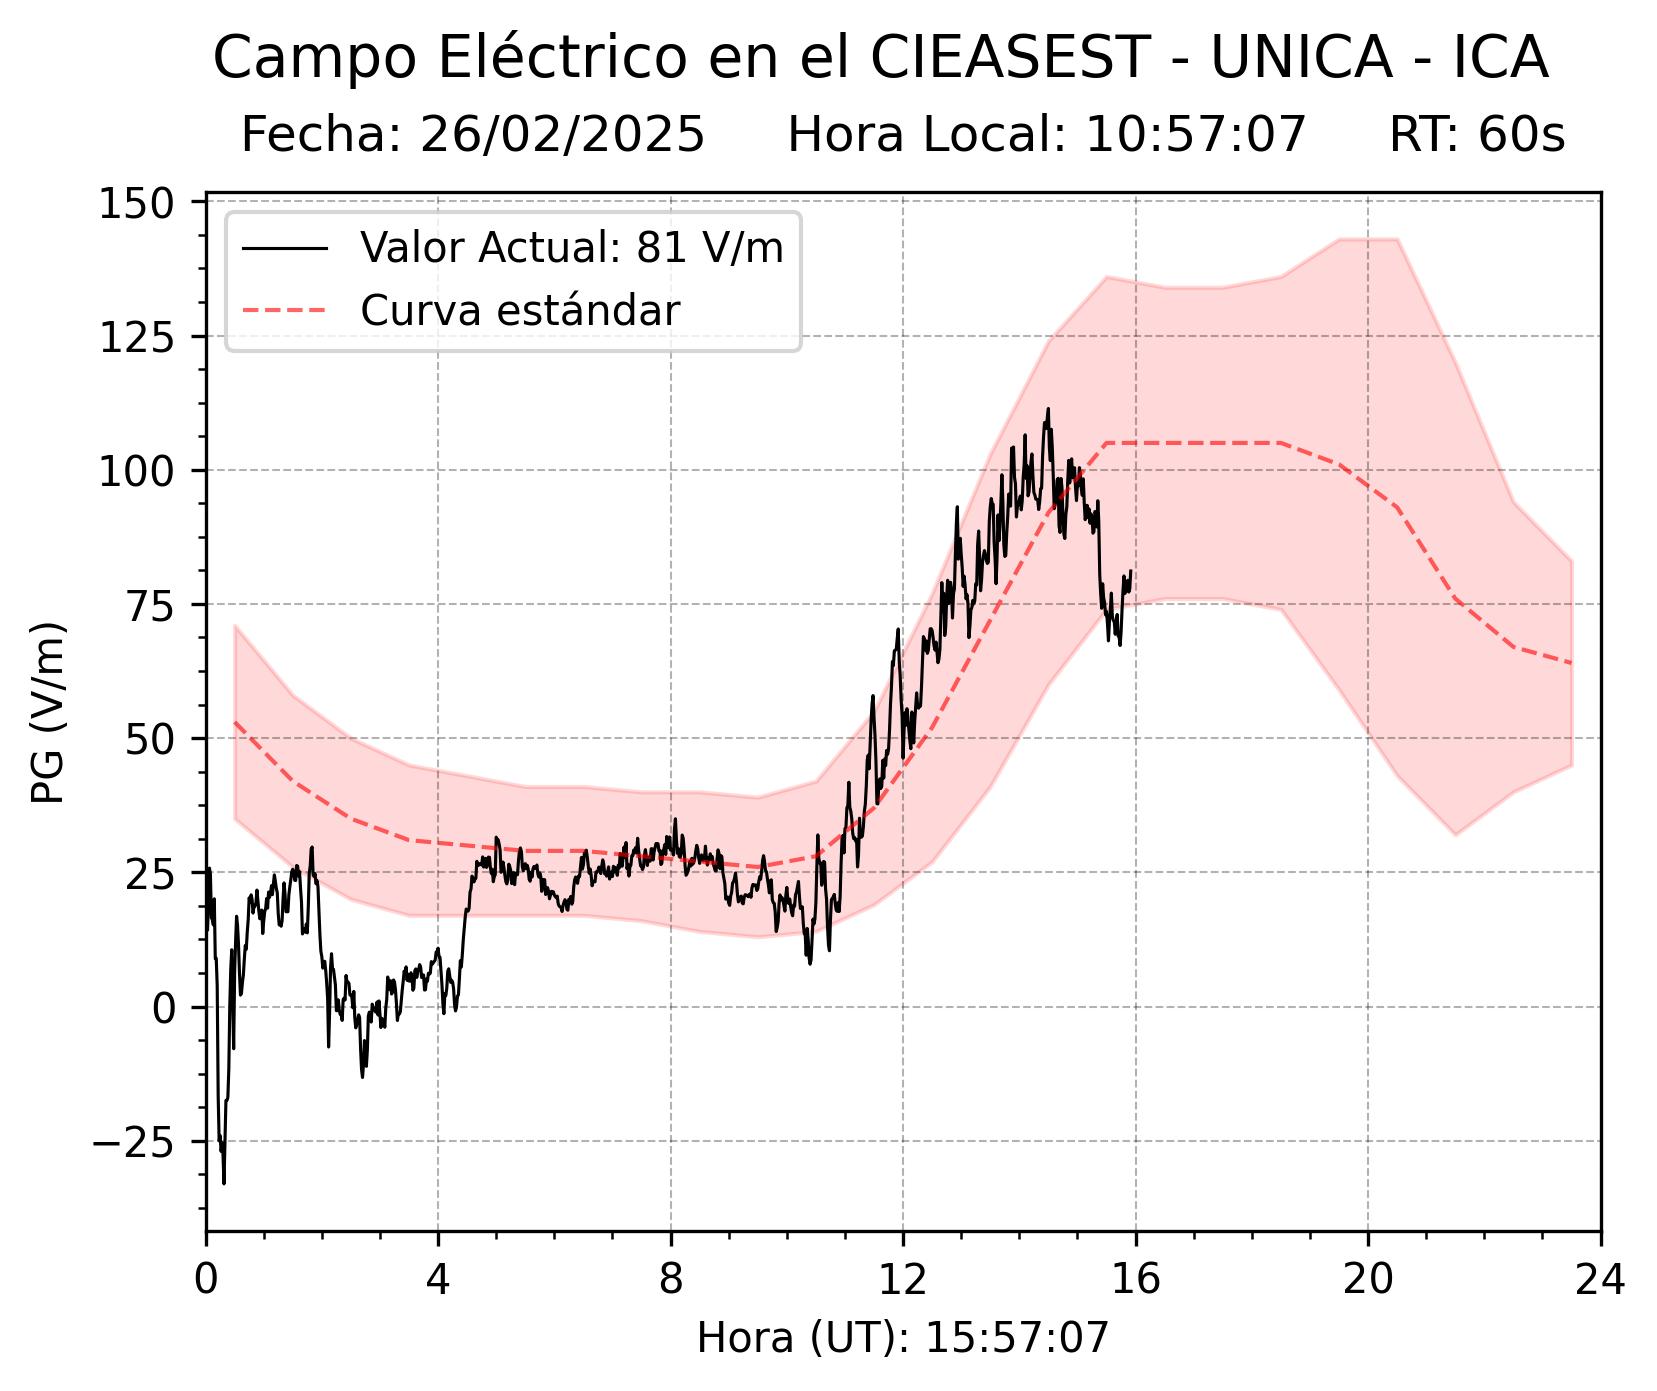 Campo Eléctrico en el CIEASEST - UNICA - ICA
Fecha: 26/02/2025 Hora Local: 10:57:07 RT: 60s
Valor Actual: 81 V/m
Curva estándar
PG (V/m)
150
125
100
75
50
25
0
−25
0 4 8 12 16 20 24
Hora (UT): 15:57:07